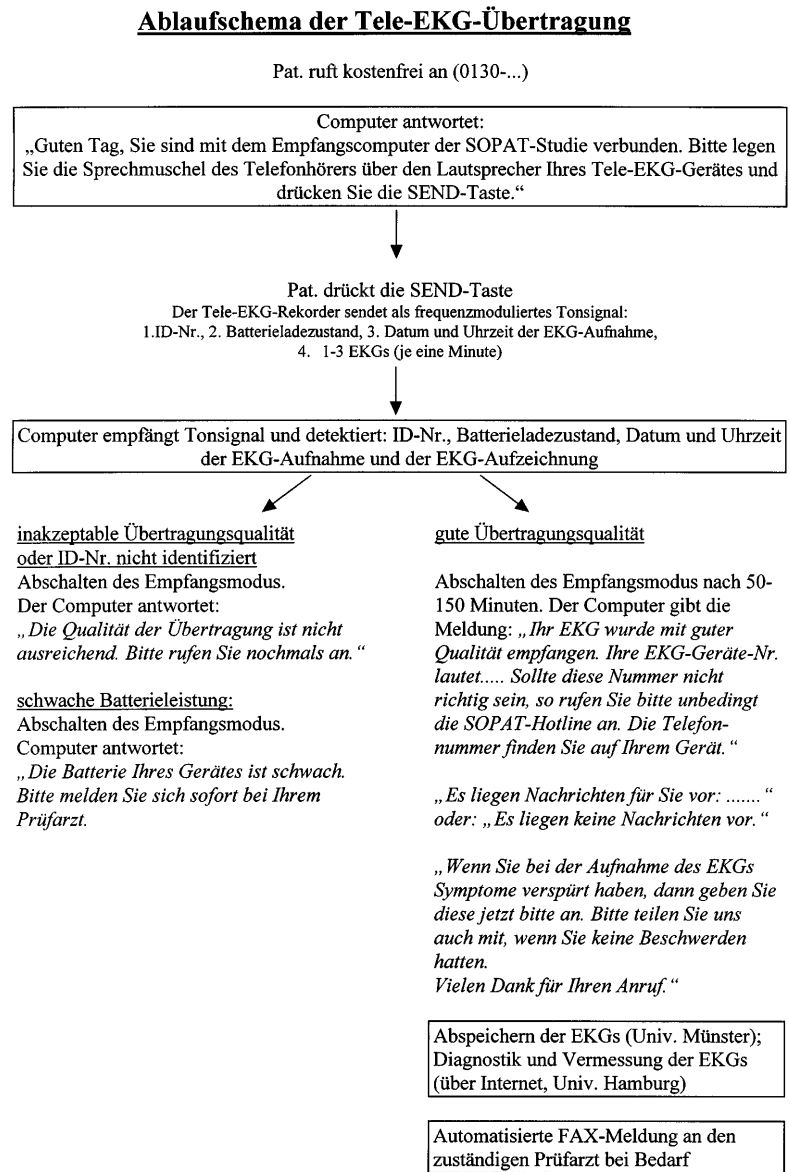 Ablaufschema der Tele-EKG-Übertragung
Pat. ruft kostenfrei an (0130-...)
Computer antwortet:
„Guten Tag, Sie sind mit dem Empfangscomputer der SOPAT-Studie verbunden. Bitte legen
Sie die Sprechmuschel des Telefonhörers über den Lautsprecher Ihres Tele-EKG-Gerätes und
drücken Sie die SEND-Taste.“
Pat. drückt die SEND-Taste
Der Tele-EKG-Rekorder sendet als frequenzmoduliertes Tonsignal:
1.ID-Nr., 2. Batterieladezustand, 3. Datum und Uhrzeit der EKG-Aufnahme,
4. 1-3 EKGs (je eine Minute)
Computer empfängt Tonsignal und detektiert: ID-Nr., Batterieladezustand, Datum und Uhrzeit
der EKG-Aufnahme und der EKG-Aufzeichnung
inakzeptable Übertragungsqualität
oder ID-Nr. nicht identifiziert
Abschalten des Empfangsmodus.
Der Computer antwortet:
„Die Qualität der Übertragung ist nicht
ausreichend. Bitte rufen Sie nochmals an.“
schwache Batterieleistung:
Abschalten des Empfangsmodus.
Computer antwortet:
„Die Batterie Ihres Gerätes ist schwach.
Bitte melden Sie sich sofort bei Ihrem
Prüfarzt.
gute Übertragungsqualität
Abschalten des Empfangsmodus nach 50-
150 Minuten. Der Computer gibt die
Meldung: „Ihr EKG wurde mit guter
Qualität empfangen. Ihre EKG-Geräte-Nr.
lautet..... Sollte diese Nummer nicht
richtig sein, so rufen Sie bitte unbedingt
die SOPAT-Hotline an. Die Telefon-
nummer finden Sie auf Ihrem Gerät.“
„Es liegen Nachrichten für Sie vor: .......“
oder: „Es liegen keine Nachrichten vor.“
„Wenn Sie bei der Aufnahme des EKGs
Symptome verspürt haben, dann geben Sie
diese jetzt bitte an. Bitte teilen Sie uns
auch mit, wenn Sie keine Beschwerden
hatten.
Vielen Dank für Ihren Anruf.“
Abspeichern der EKGs (Univ. Münster);
Diagnostik und Vermessung der EKGs
(über Internet, Univ. Hamburg)
Automatisierte FAX-Meldung an den
zuständigen Prüfarzt bei Bedarf